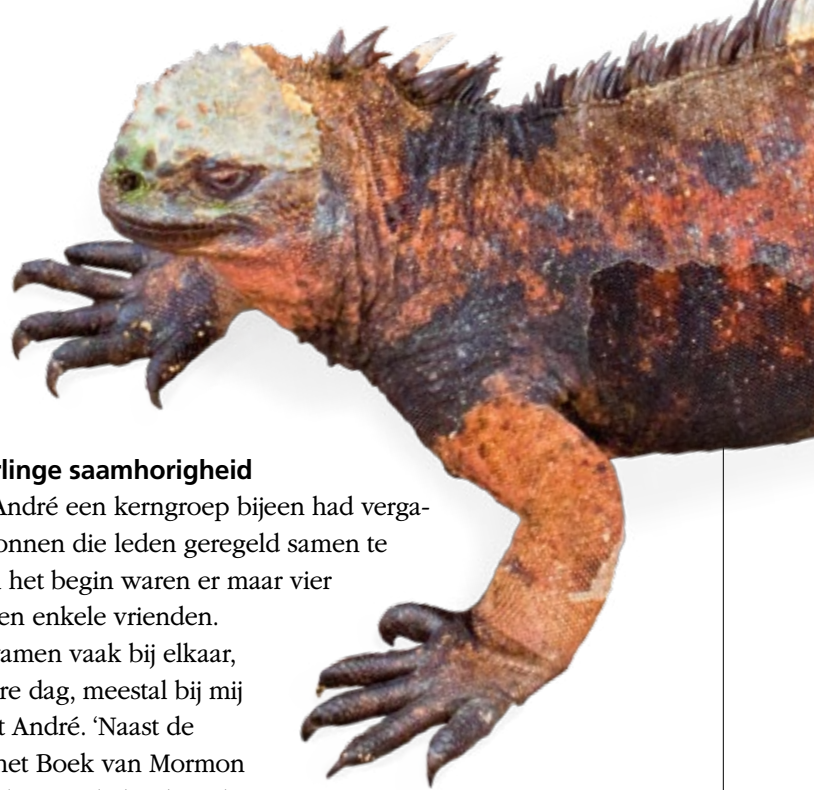 rlinge saamhorigheid
André een kerngroep bijeen had verga-
onnen die leden geregeld samen te
het begin waren er maar vier
en enkele vrienden.
amen vaak bij elkaar,
re dag, meestal bij mij
t André. ‘Naast de
het Boek van Mormon